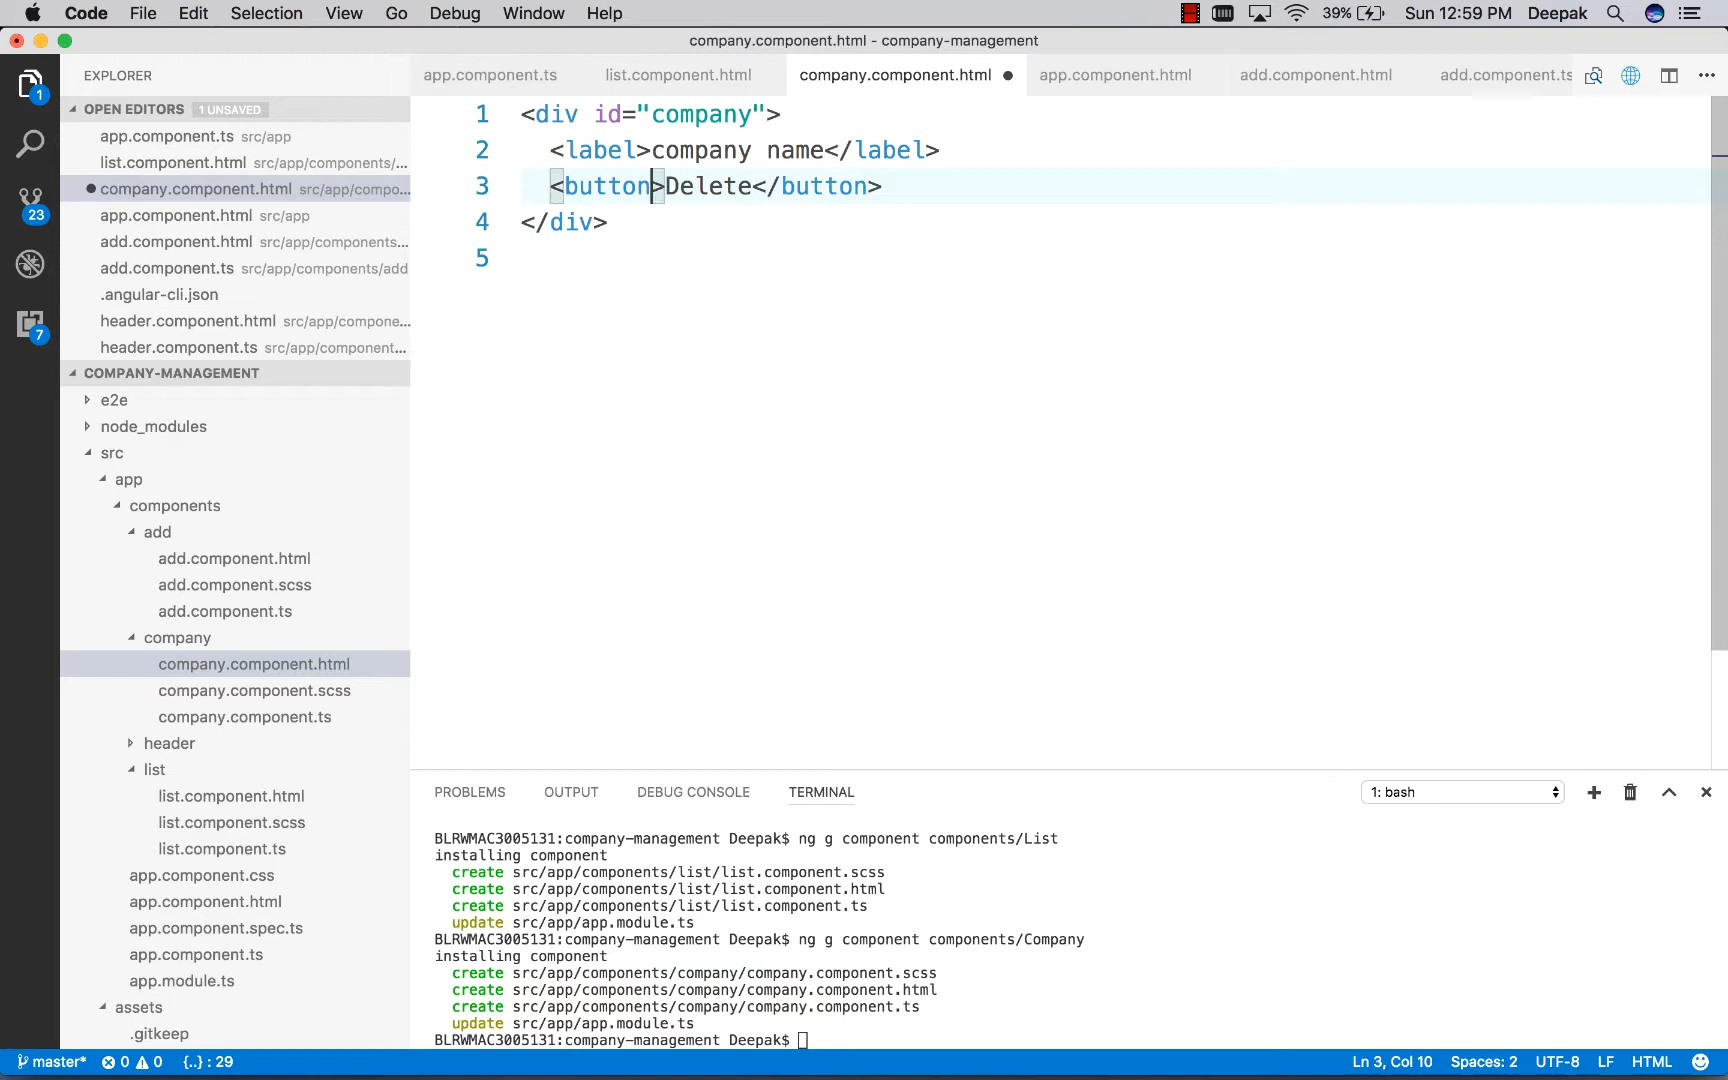 Code File Edit Selection View Go Debug Window Help 39% Sun 12:59 PM Deepak
company.component.html - company-management
EXPLORER
app.component.ts list.component.html company.component.html ● app.component.html add.component.html add.component.ts
OPEN EDITORS 1 UNSAVED
app.component.ts src/app
list.component.html src/app/components/...
● company.component.html src/app/compo...
app.component.html src/app
add.component.html src/app/components...
add.component.ts src/app/components/add
.angular-cli.json
header.component.html src/app/compone...
header.component.ts src/app/component...
COMPANY-MANAGEMENT
e2e
node_modules
src
app
components
add
add.component.html
add.component.scss
add.component.ts
company
company.component.html
company.component.scss
company.component.ts
header
list
list.component.html
list.component.scss
list.component.ts
app.component.css
app.component.html
app.component.spec.ts
app.component.ts
app.module.ts
assets
.gitkeep
1
23
7
1 <div id="company">
2 <label>company name</label>
3 <button>Delete</button>
4 </div>
5
PROBLEMS OUTPUT DEBUG CONSOLE TERMINAL 1: bash
BLRWMAC3005131:company-management Deepak$ ng g component components/List
installing component
create src/app/components/list/list.component.scss
create src/app/components/list/list.component.html
create src/app/components/list/list.component.ts
update src/app/app.module.ts
BLRWMAC3005131:company-management Deepak$ ng g component components/Company
installing component
create src/app/components/company/company.component.scss
create src/app/components/company/company.component.html
create src/app/components/company/company.component.ts
update src/app/app.module.ts
BLRWMAC3005131:company-management Deepak$
master* 0 0 {..} : 29 Ln 3, Col 10 Spaces: 2 UTF-8 LF HTML